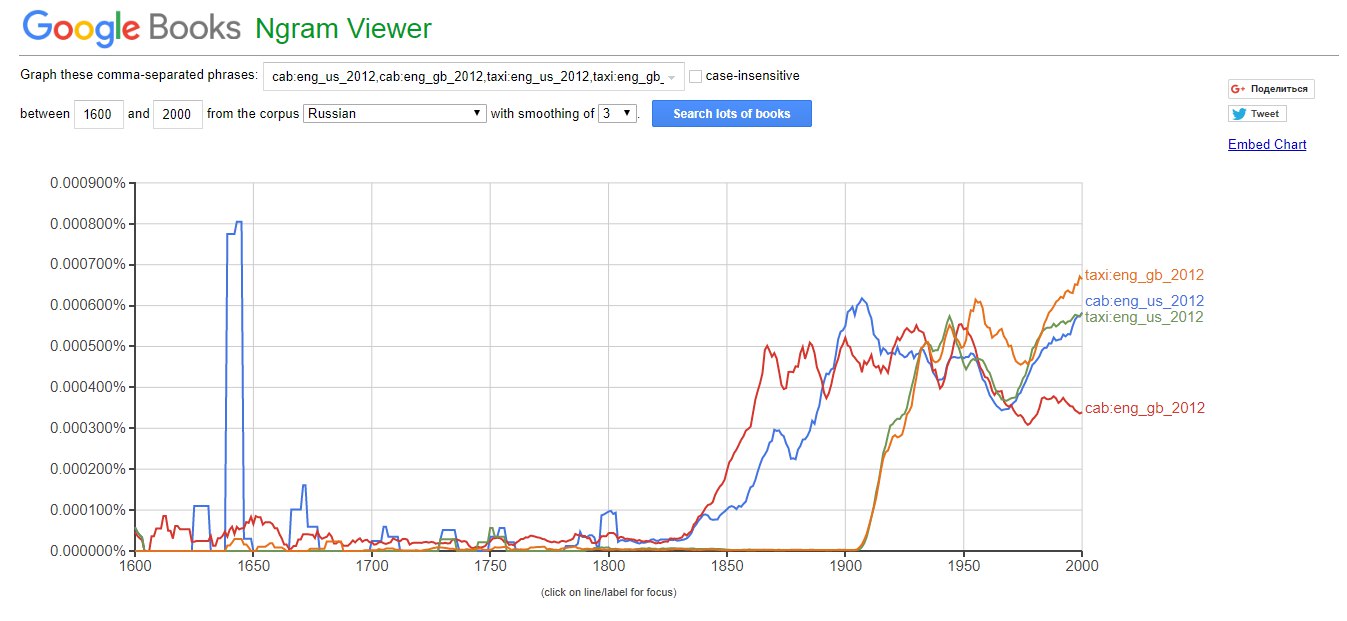 Google Books Ngram Viewer
Graph these comma-separated phrases: cab:eng_us_2012,cab:eng_gb_2012,taxi:eng_us_2012,taxi:eng_gb_ case-insensitive
between 1600 and 2000 from the corpus Russian with smoothing of 3 . Search lots of books
G+ Поделиться
Tweet
Embed Chart
0.000900%
0.000800%
0.000700%
0.000600%
0.000500%
0.000400%
0.000300%
0.000200%
0.000100%
0.000000%
taxi:eng_gb_2012
cab:eng_us_2012
taxi:eng_us_2012
cab:eng_gb_2012
1600 1650 1700 1750 1800 1850 1900 1950 2000
(click on line/label for focus)